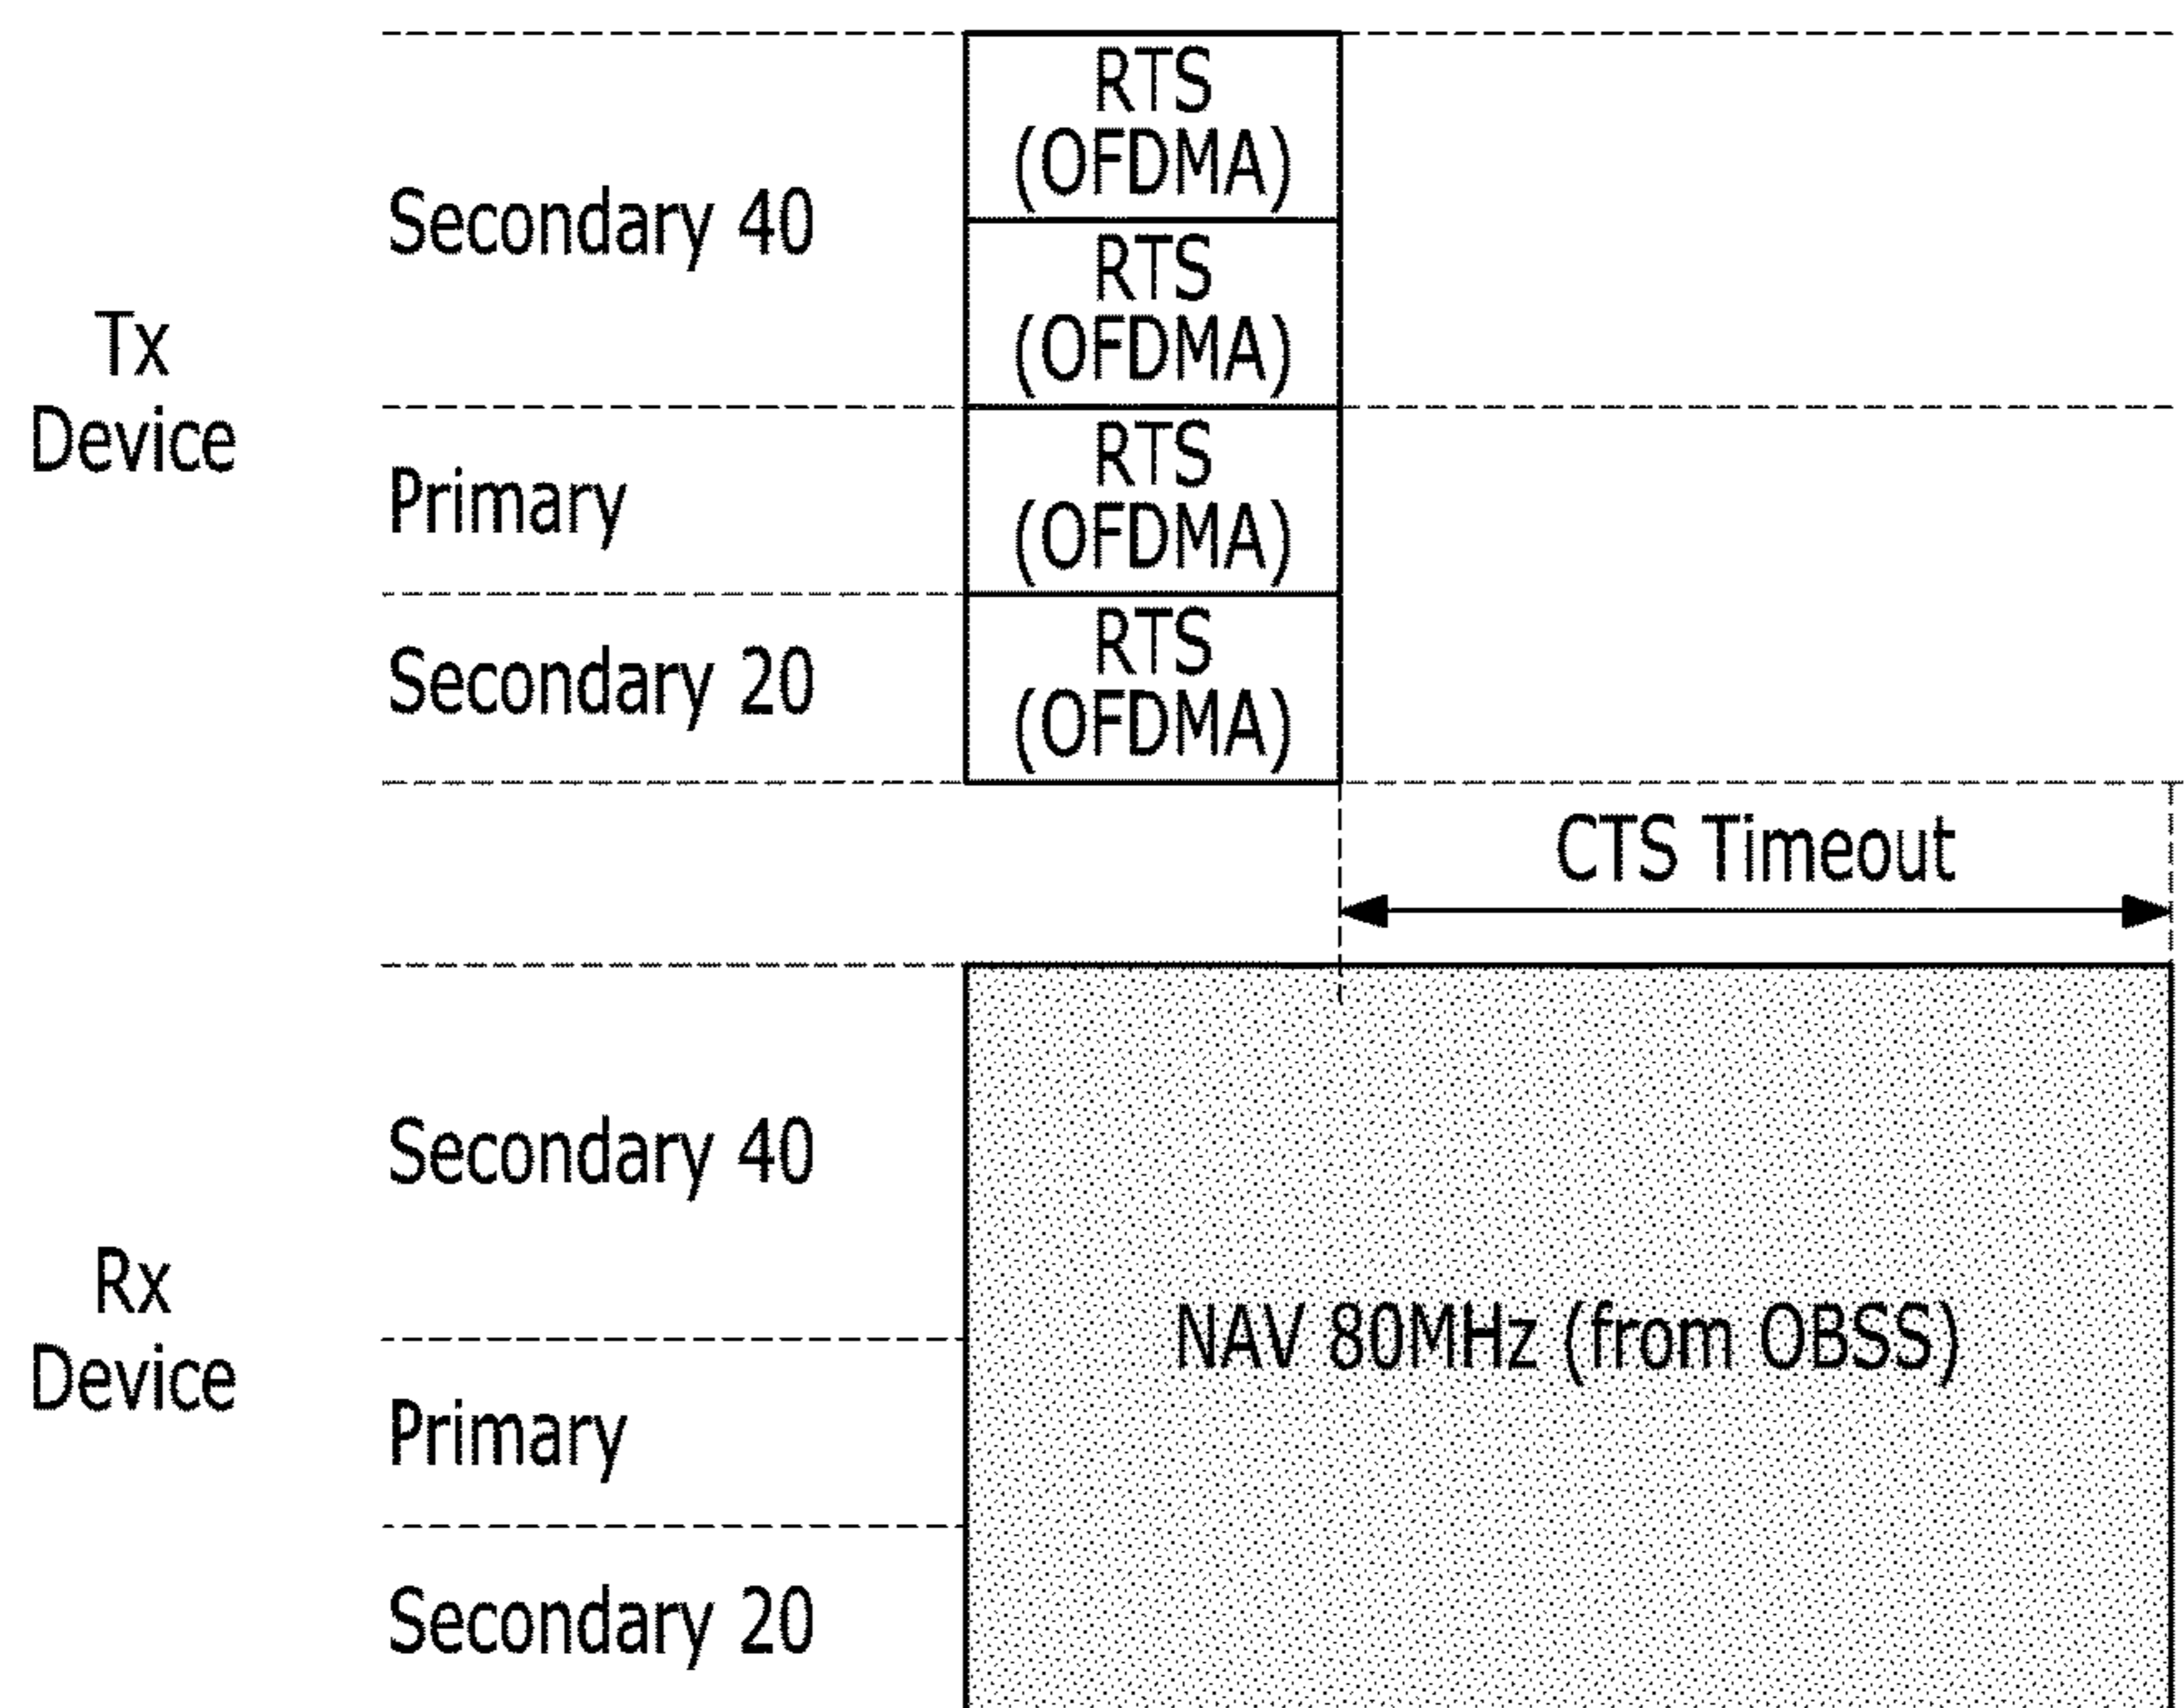 RTS
(OFDMA)
Secondary 40
RTS
(OFDMA)
Tx
Device
Primary
RTS
(OFDMA)
Secondary 20
RTS
(OFDMA)
CTS Timeout
Secondary 40
Rx
Device
NAV 80MHz (from OBSS)
Primary
Secondary 20